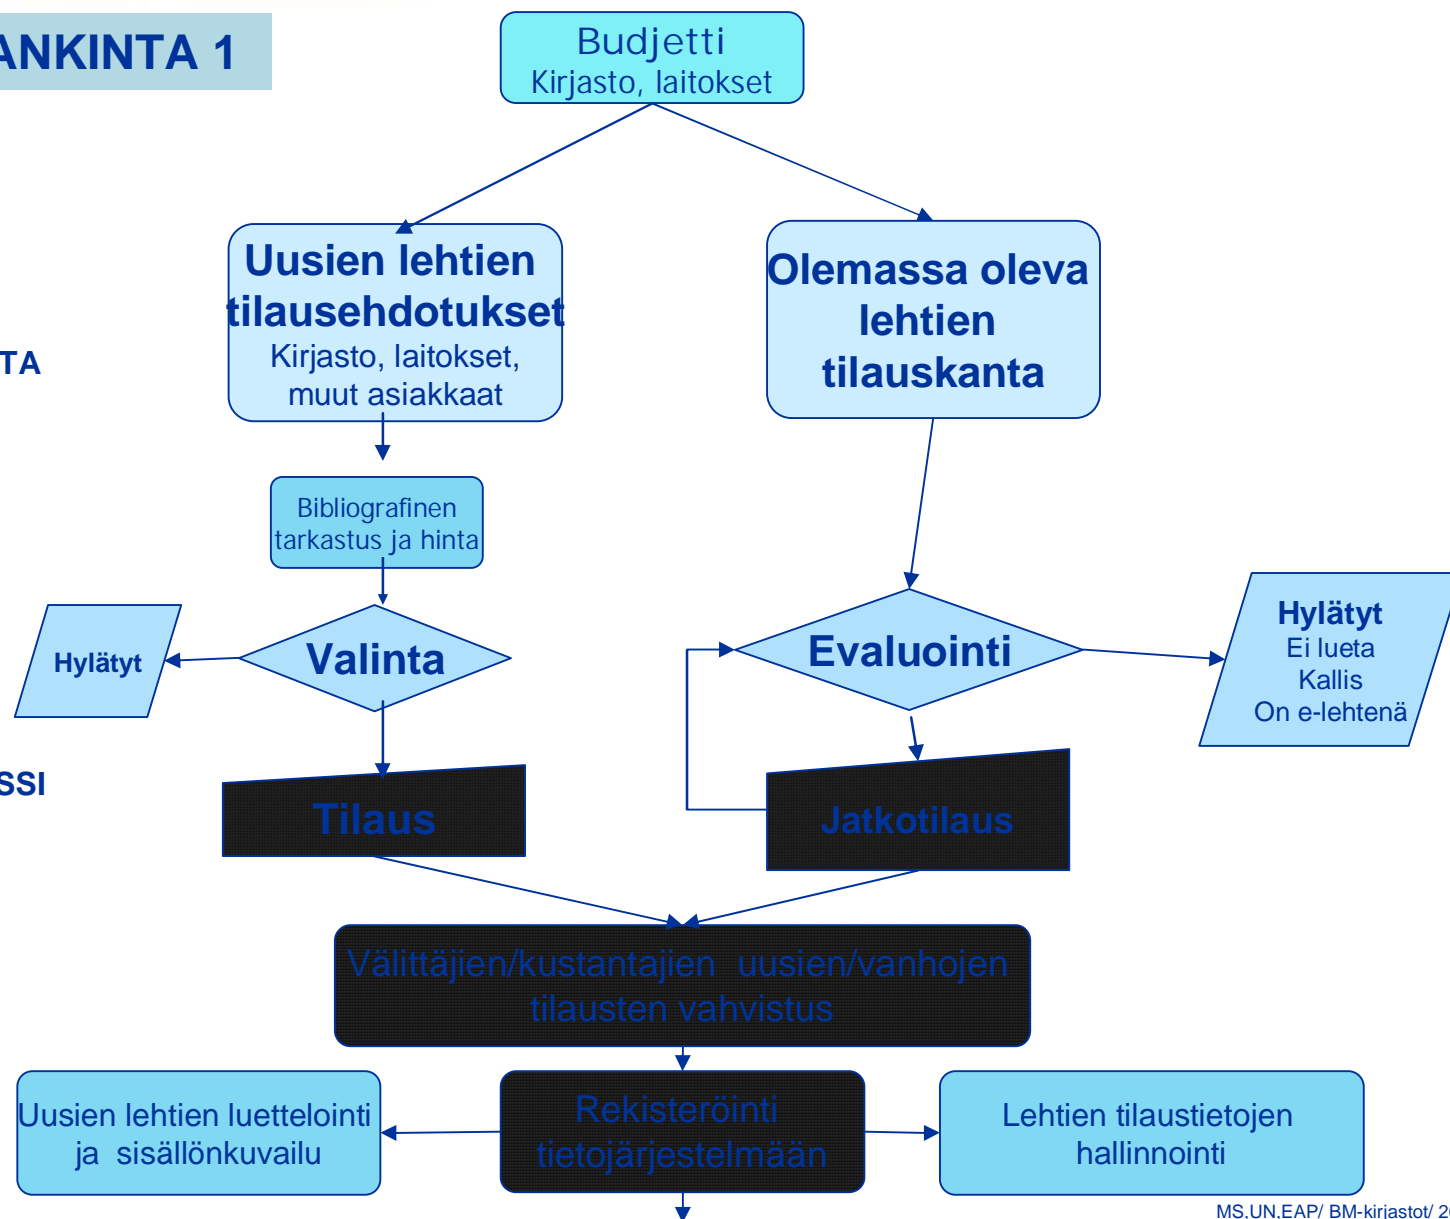 ANKINTA 1
Budjetti
Kirjasto, laitokset
Uusien lehtien
tilausehdotukset
Kirjasto, laitokset,
muut asiakkaat
Olemassa oleva
lehtien
tilauskanta
TA
Bibliografinen
tarkastus ja hinta
Hylätyt
Valinta
Evaluointi
Hylätyt
Ei lueta
Kallis
On e-lehtenä
SSI
Tilaus
Jatkotilaus
Välittäjien/kustantajien uusien/vanhojen
tilausten vahvistus
Uusien lehtien luettelointi
ja sisällönkuvailu
Rekisteröinti
tietojärjestelmään
Lehtien tilaustietojen
hallinnointi
MS,UN,EAP/ BM-kirjastot/ 2